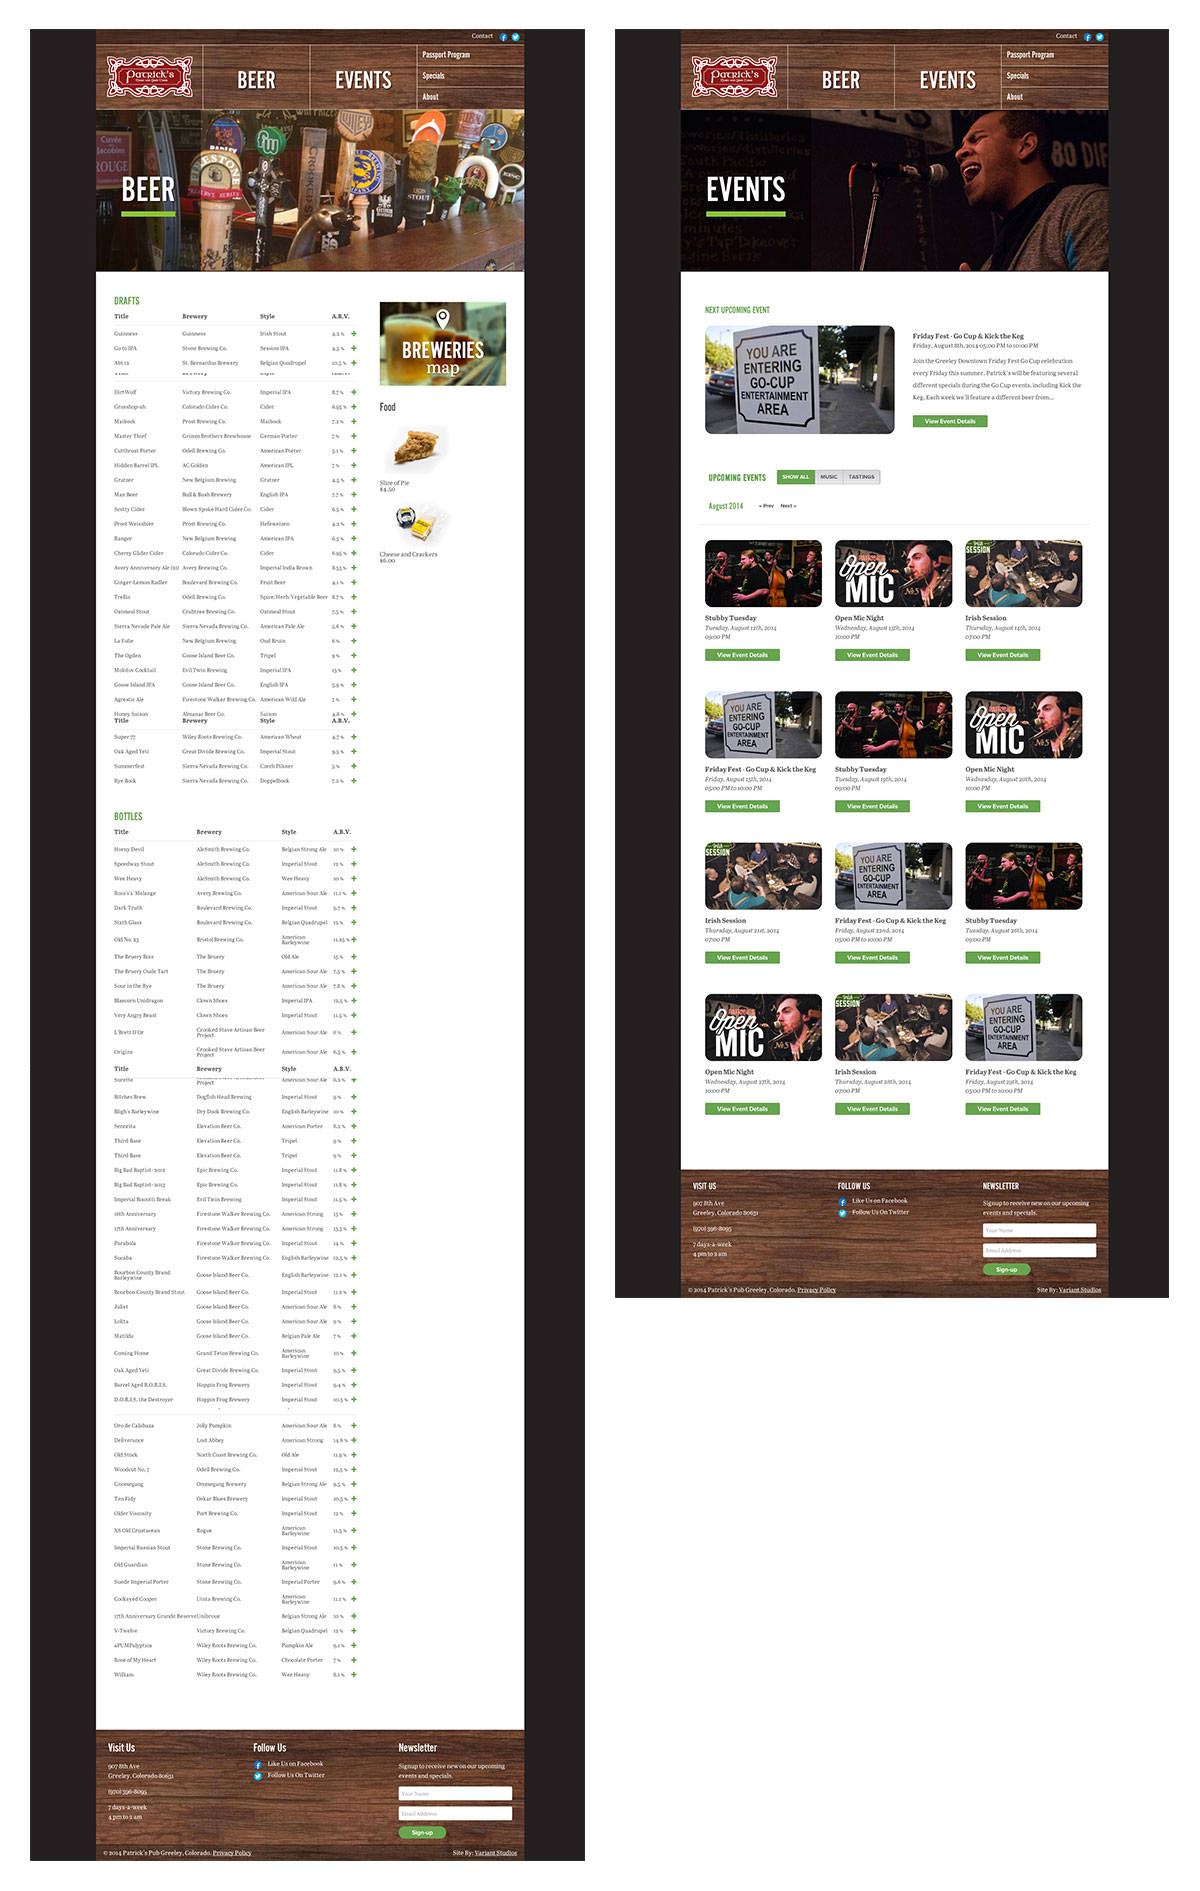 Contact
Patrick's
BEER
EVENTS
Passport Program
Specials
About
BEER
DRAFTS
Title Brewery Style A.B.V.
Guinness Guinness Irish Stout 4.2 %
Go to IPA Stone Brewing Co. Session IPA 4.5 %
Abt 12 St. Bernardus Brewery Belgian Quadrupel 10.5 %
DirtWolf Victory Brewing Co. Imperial IPA 8.7 %
Grasshop-ah Colorado Cider Co. Cider 6.95 %
Maibock Prost Brewing Co. Maibock 7.2 %
Master Thief Grimm Brothers Brewhouse German Porter 7 %
Cutthroat Porter Odell Brewing Co. American Porter 5.1 %
Hidden Barrel IPL AC Golden American IPL 7 %
Gratzer New Belgium Brewing Gratzer 4.5 %
Man Beer Bull & Bush Brewery English IPA 7.7 %
Scotty Cider Blown Spoke Hard Cider Co. Cider 6.5 %
Prost Weissbier Prost Brewing Co. Hefeweizen 4.2 %
Ranger New Belgium Brewing American IPA 6.5 %
Cherry Glider Cider Colorado Cider Co. Cider 6.95 %
Avery Anniversary Ale (21) Avery Brewing Co. Imperial India Brown 8.53 %
Ginger-Lemon Radler Boulevard Brewing Co. Fruit Beer 4.1 %
Trellis Odell Brewing Co. Spice/Herb/Vegetable Beer 8.7 %
Oatmeal Stout Crabtree Brewing Co. Oatmeal Stout 7.5 %
Sierra Nevade Pale Ale Sierra Nevada Brewing Co. American Pale Ale 5.6 %
La Folie New Belgium Brewing Oud Bruin 6 %
The Ogden Goose Island Beer Co. Tripel 9 %
Molotov Cocktail Evil Twin Brewing Imperial IPA 13 %
Goose Island IPA Goose Island Beer Co. English IPA 5.9 %
Agrestic Ale Firestone Walker Brewing Co. American Wild Ale 7 %
Honey Saison Almanac Beer Co. Saison 4.8 %
Title Brewery Style A.B.V.
Super 77 Wiley Roots Brewing Co. American Wheat 4.7 %
Oak Aged Yeti Great Divide Brewing Co. Imperial Stout 9.5 %
Summerfest Sierra Nevada Brewing Co. Czech Pilsner 5 %
Rye Bock Sierra Nevada Brewing Co. Doppelbock 7.2 %
BREWERIES
map
Food
Slice of Pie
$4.50
Cheese and Crackers
$6.00
BOTTLES
Title Brewery Style A.B.V.
Horny Devil AleSmith Brewing Co. Belgian Strong Ale 10 %
Speedway Stout AleSmith Brewing Co. Imperial Stout 12 %
Wee Heavy AleSmith Brewing Co. Wee Heavy 10 %
Ross's's' Melange Avery Brewing Co. American Sour Ale 11.1 %
Dark Truth Boulevard Brewing Co. Imperial Stout 9.7 %
Sixth Glass Boulevard Brewing Co. Belgian Quadrupel 12 %
Old No. 23 Bristol Brewing Co. American Barleywine 11.25 %
The Bruery Bois The Bruery Old Ale 15 %
The Bruery Oude Tart The Bruery American Sour Ale 7.5 %
Sour in the Rye The Bruery American Sour Ale 7.8 %
Blaecorn Unidragon Clown Shoes Imperial IPA 12.5 %
Very Angry Beast Clown Shoes Imperial Stout 11.5 %
L'Brett D'Or Crooked Stave Artisan Beer Project American Sour Ale 6 %
Origins Crooked Stave Artisan Beer Project American Sour Ale 6.5 %
Title Brewery Style A.B.V.
Surette Project American Sour Ale 6.2 %
Bitches Brew Dogfish Head Brewing Imperial Stout 9 %
Bligh's Barleywine Dry Dock Brewing Co. English Barleywine 10 %
Senorita Elevation Beer Co. American Porter 8.2 %
Third Base Elevation Beer Co. Tripel 9 %
Third Base Elevation Beer Co. Tripel 9 %
Big Bad Baptist- 2012 Epic Brewing Co. Imperial Stout 11.8 %
Big Bad Baptist- 2013 Epic Brewing Co. Imperial Stout 11.8 %
Imperial Biscotti Break Evil Twin Brewing Imperial Stout 11.5 %
16th Anniversary Firestone Walker Brewing Co. American Strong 13 %
17th Anniversary Firestone Walker Brewing Co. American Strong 13.3 %
Parabola Firestone Walker Brewing Co. Imperial Stout 14 %
Sucaba Firestone Walker Brewing Co. English Barleywine 12.5 %
Bourbon County Brand Barleywine Goose Island Beer Co. English Barleywine 12.1 %
Bourbon County Brand Stout Goose Island Beer Co. Imperial Stout 11.2 %
Juliet Goose Island Beer Co. American Sour Ale 8 %
Lolita Goose Island Beer Co. American Sour Ale 9 %
Matilda Goose Island Beer Co. Belgian Pale Ale 7 %
Coming Home Grand Teton Brewing Co. American Barleywine 10 %
Oak Aged Yeti Great Divide Brewing Co. Imperial Stout 9.5 %
Barrel Aged B.O.R.I.S. Hoppin Frog Brewery Imperial Stout 9.4 %
D.O.R.I.S. the Destroyer Hoppin Frog Brewery Imperial Stout 10.5 %
Oro de Calabaza Jolly Pumpkin American Sour Ale 8 %
Deliverance Lost Abbey American Strong 14.6 %
Old Stock North Coast Brewing Co. Old Ale 11.9 %
Woodcut No. 7 Odell Brewing Co. Imperial Stout 12.5 %
Gnomegang Ommegang Brewery Belgian Strong Ale 9.5 %
Ten Fidy Oskar Blues Brewery Imperial Stout 10.5 %
Older Viscosity Port Brewing Co. Imperial Stout 12 %
XS Old Crustacean Rogue American Barleywine 11.5 %
Imperial Russian Stout Stone Brewing Co. Imperial Stout 10.5 %
Old Guardian Stone Brewing Co. American Barleywine 11 %
Suede Imperial Porter Stone Brewing Co. Imperial Porter 9.6 %
Cockeyed Cooper Uinta Brewing Co. American Barleywine 11.1 %
17th Anniversary Grande Reserve Unibroue Belgian Strong Ale 10 %
V-Twelve Victory Brewing Co. Belgian Quadrupel 12 %
aPUMPalyptica Wiley Roots Brewing Co. Pumpkin Ale 9.1 %
Rose of My Heart Wiley Roots Brewing Co. Chocolate Porter 7 %
William Wiley Roots Brewing Co. Wee Heavy 8.1 %
Visit Us
907 8th Ave
Greeley, Colorado 80631
(970) 396-8095
7 days-a-week
4 pm to 2 am
Follow Us
Like Us on Facebook
Follow Us On Twitter
Newsletter
Signup to receive new on our upcoming
events and specials.
Your Name
Email Address
Sign-up
© 2014 Patrick's Pub Greeley, Colorado. Privacy Policy
Site By: Variant Studios
Contact
Patrick's
BEER
EVENTS
Passport Program
Specials
About
EVENTS
NEXT UPCOMING EVENT
YOU ARE
ENTERING
GO-CUP
ENTERTAINMENT
AREA
Friday Fest - Go Cup & Kick the Keg
Friday, August 8th, 2014 05:00 PM to 10:00 PM
Join the Greeley Downtown Friday Fest Go Cup celebration
every Friday this summer. Patrick's will be featuring several
different specials during the Go Cup events, including Kick the
Keg. Each week we'll feature a different beer from...
View Event Details
UPCOMING EVENTS
SHOW ALL MUSIC TASTINGS
August 2014 « Prev Next »
Open MIC
SESSION
Stubby Tuesday
Tuesday, August 12th, 2014
09:00 PM
View Event Details
Open Mic Night
Wednesday, August 13th, 2014
10:00 PM
View Event Details
Irish Session
Thursday, August 14th, 2014
07:00 PM
View Event Details
YOU ARE
ENTERING
GO-CUP
ENTERTAINMENT
AREA
Open MIC
Friday Fest - Go Cup & Kick the Keg
Friday, August 15th, 2014
05:00 PM to 10:00 PM
View Event Details
Stubby Tuesday
Tuesday, August 19th, 2014
09:00 PM
View Event Details
Open Mic Night
Wednesday, August 20th, 2014
10:00 PM
View Event Details
SESSION
YOU ARE
ENTERING
GO-CUP
ENTERTAINMENT
AREA
Irish Session
Thursday, August 21st, 2014
07:00 PM
View Event Details
Friday Fest - Go Cup & Kick the Keg
Friday, August 22nd, 2014
05:00 PM to 10:00 PM
View Event Details
Stubby Tuesday
Tuesday, August 26th, 2014
09:00 PM
View Event Details
Open MIC
SESSION
YOU ARE
ENTERING
GO-CUP
ENTERTAINMENT
AREA
Open Mic Night
Wednesday, August 27th, 2014
10:00 PM
View Event Details
Irish Session
Thursday, August 28th, 2014
07:00 PM
View Event Details
Friday Fest - Go Cup & Kick the Keg
Friday, August 29th, 2014
05:00 PM to 10:00 PM
View Event Details
VISIT US
907 8th Ave
Greeley, Colorado 80631
(970) 396-8095
7 days-a-week
4 pm to 2 am
FOLLOW US
Like Us on Facebook
Follow Us On Twitter
NEWSLETTER
Signup to receive new on our upcoming
events and specials.
Your Name
Email Address
Sign-up
© 2014 Patrick's Pub Greeley, Colorado. Privacy Policy
Site By: Variant Studios